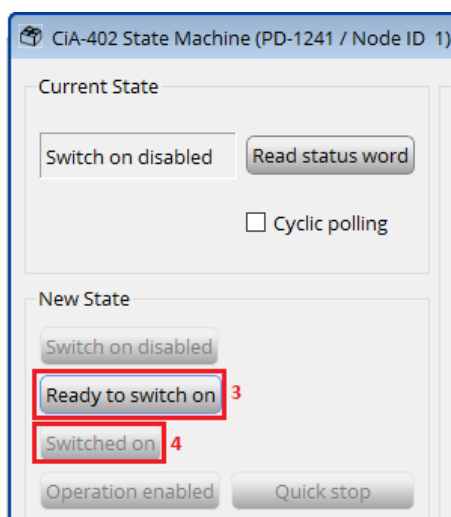 CiA-402 State Machine (PD-1241 / Node ID 1)
Current State
Switch on disabled Read status word
Cyclic polling
New State
Switch on disabled
Ready to switch on 3
Switched on 4
Operation enabled Quick stop